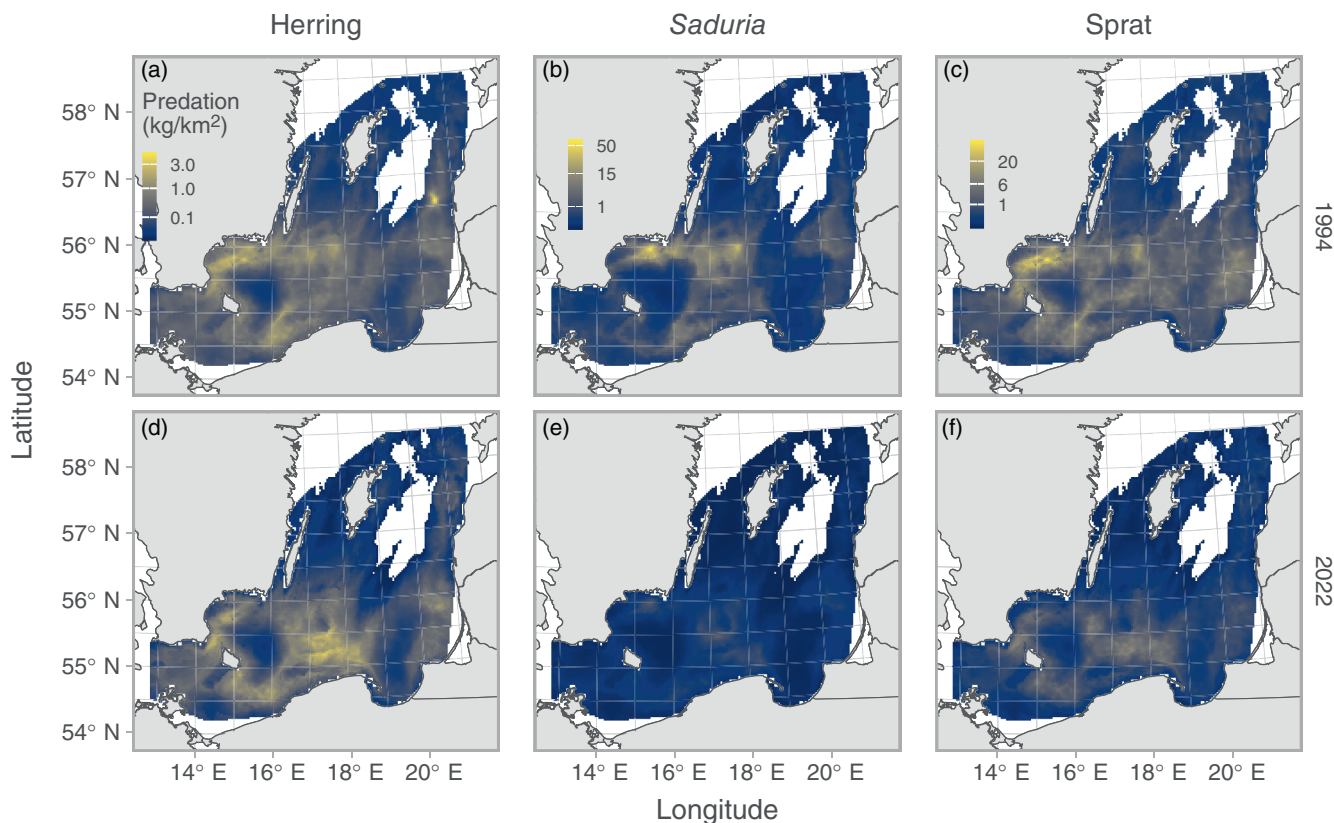 Herring
Saduria
Sprat
(a)
Predation
(kg/km²)
3.0
1.0
0.1
(b)
50
15
1
(c)
20
6
1
58° N
57° N
56° N
55° N
54° N
1994
(d)
(e)
(f)
58° N
57° N
56° N
55° N
54° N
2022
Latitude
14° E 16° E 18° E 20° E
14° E 16° E 18° E 20° E
14° E 16° E 18° E 20° E
Longitude